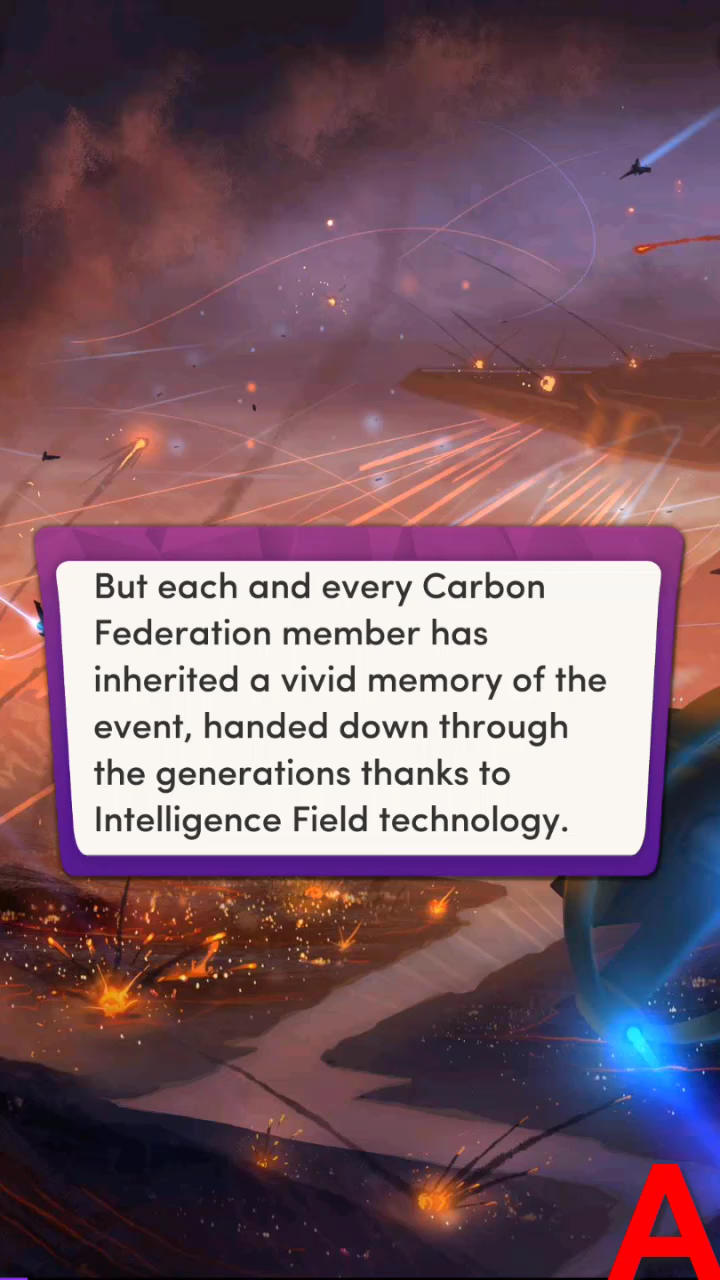 But each and every Carbon
Federation member has
inherited a vivid memory of the
event, handed down through
the generations thanks to
Intelligence Field technology.
A